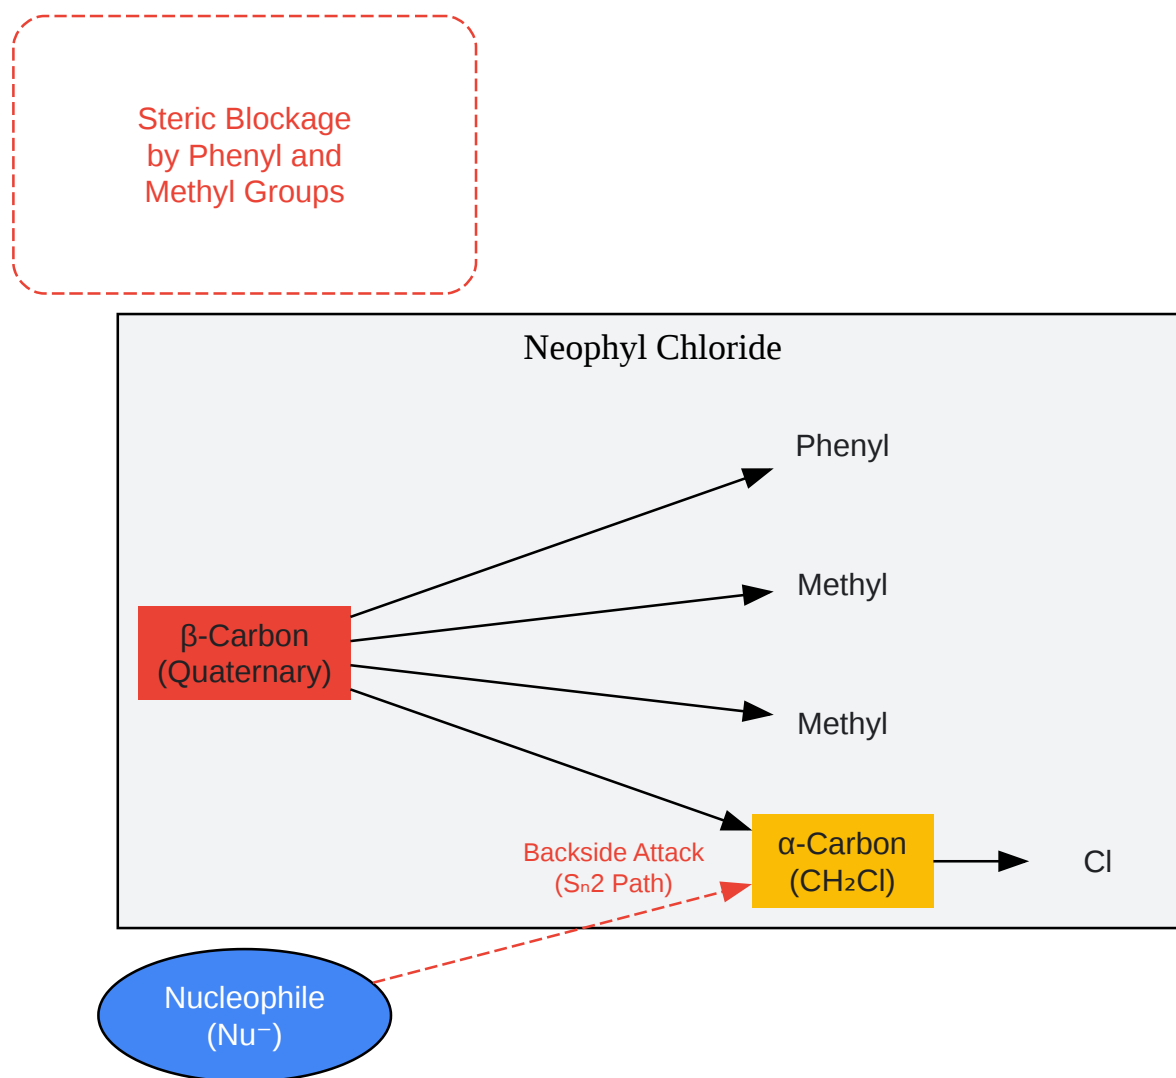 Steric Blockage
by Phenyl and
Methyl Groups
Neophyl Chloride
Phenyl
Methyl
β-Carbon
(Quaternary)
Methyl
Backside Attack
(Sₙ2 Path)
α-Carbon
(CH₂Cl)
Cl
Nucleophile
(Nu⁻)